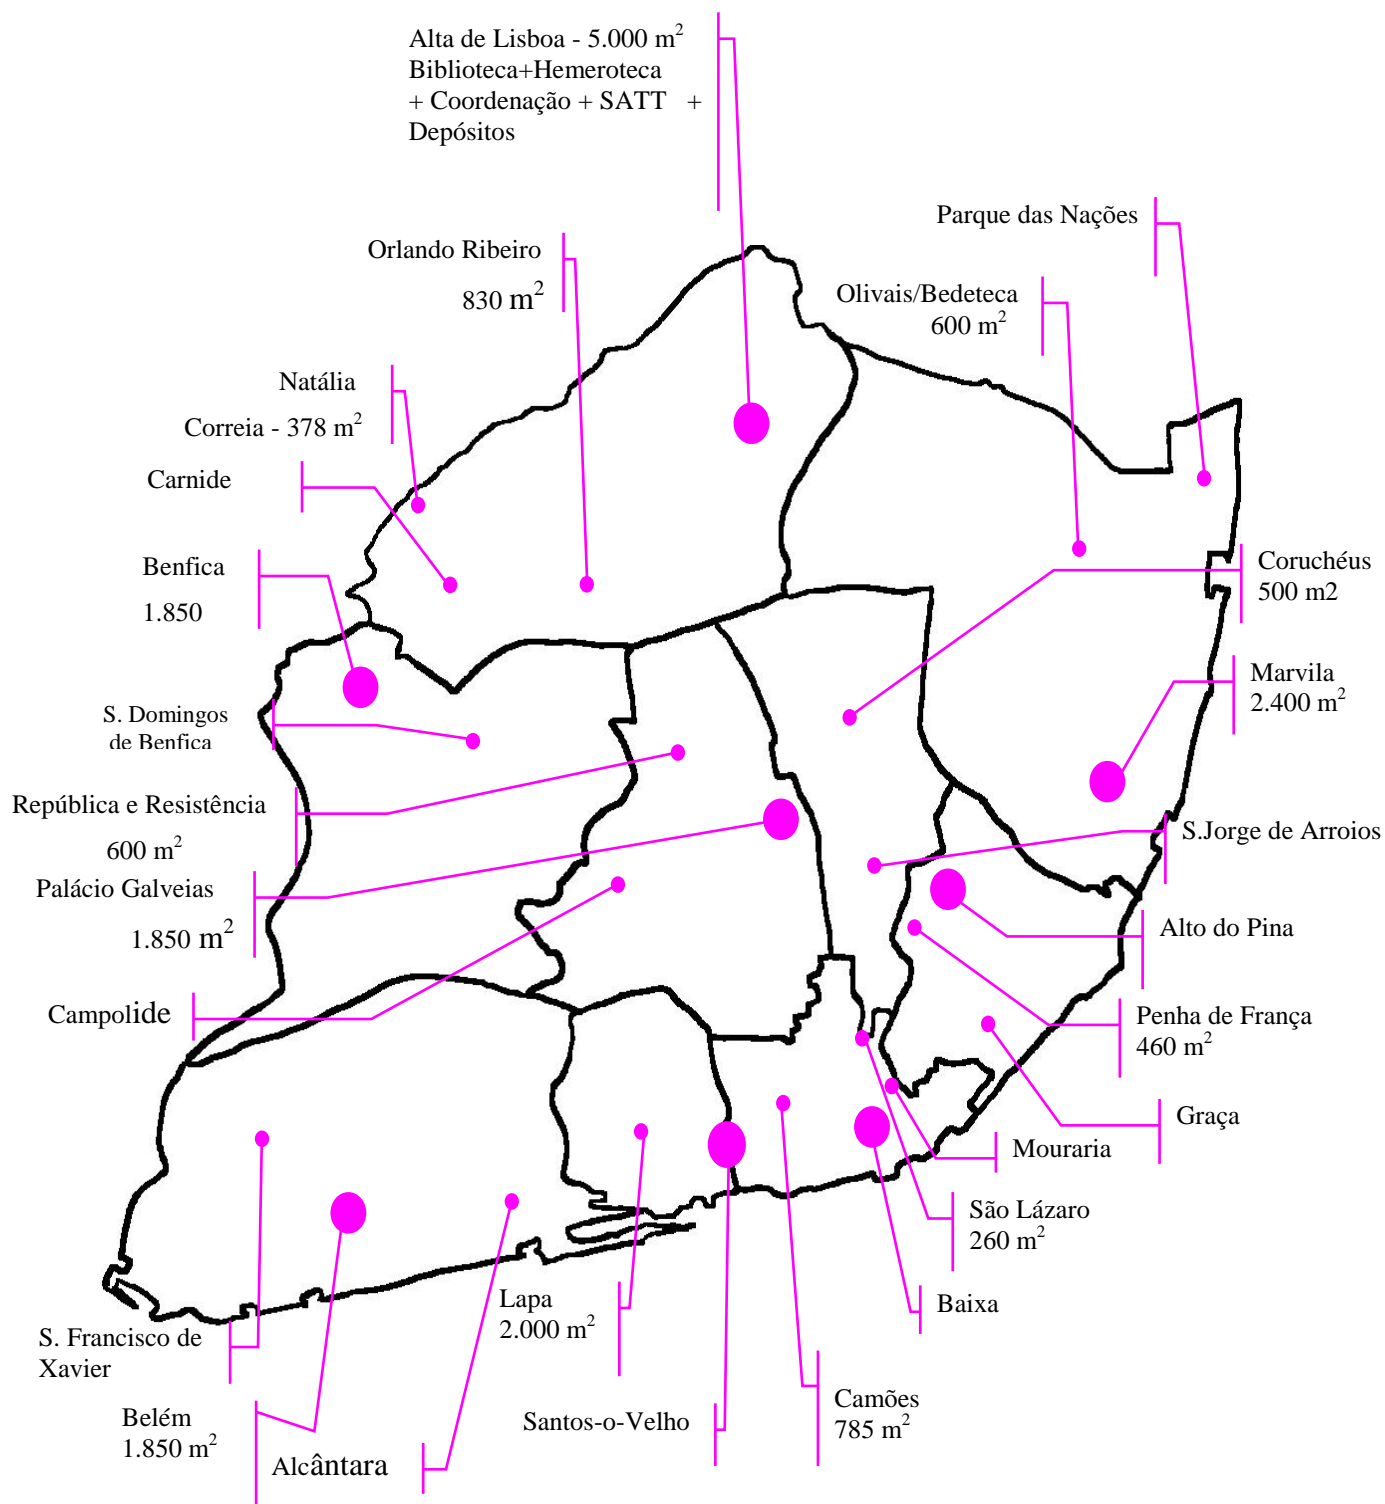 Alta de Lisboa - 5.000 m²
Biblioteca+Hemeroteca
+ Coordenação + SATT +
Depósitos
Parque das Nações
Orlando Ribeiro
830 m²
Olivais/Bedeteca
600 m²
Natália
Correia - 378 m²
Carnide
Benfica
1.850
Coruchéus
500 m2
Marvila
2.400 m²
S. Domingos
de Benfica
República e Resistência
600 m²
S.Jorge de Arroios
Palácio Galveias
1.850 m²
Alto do Pina
Campolide
Penha de França
460 m²
Graça
Mouraria
São Lázaro
260 m²
Baixa
Lapa
2.000 m²
S. Francisco de
Xavier
Camões
785 m²
Santos-o-Velho
Belém
1.850 m²
Alcântara